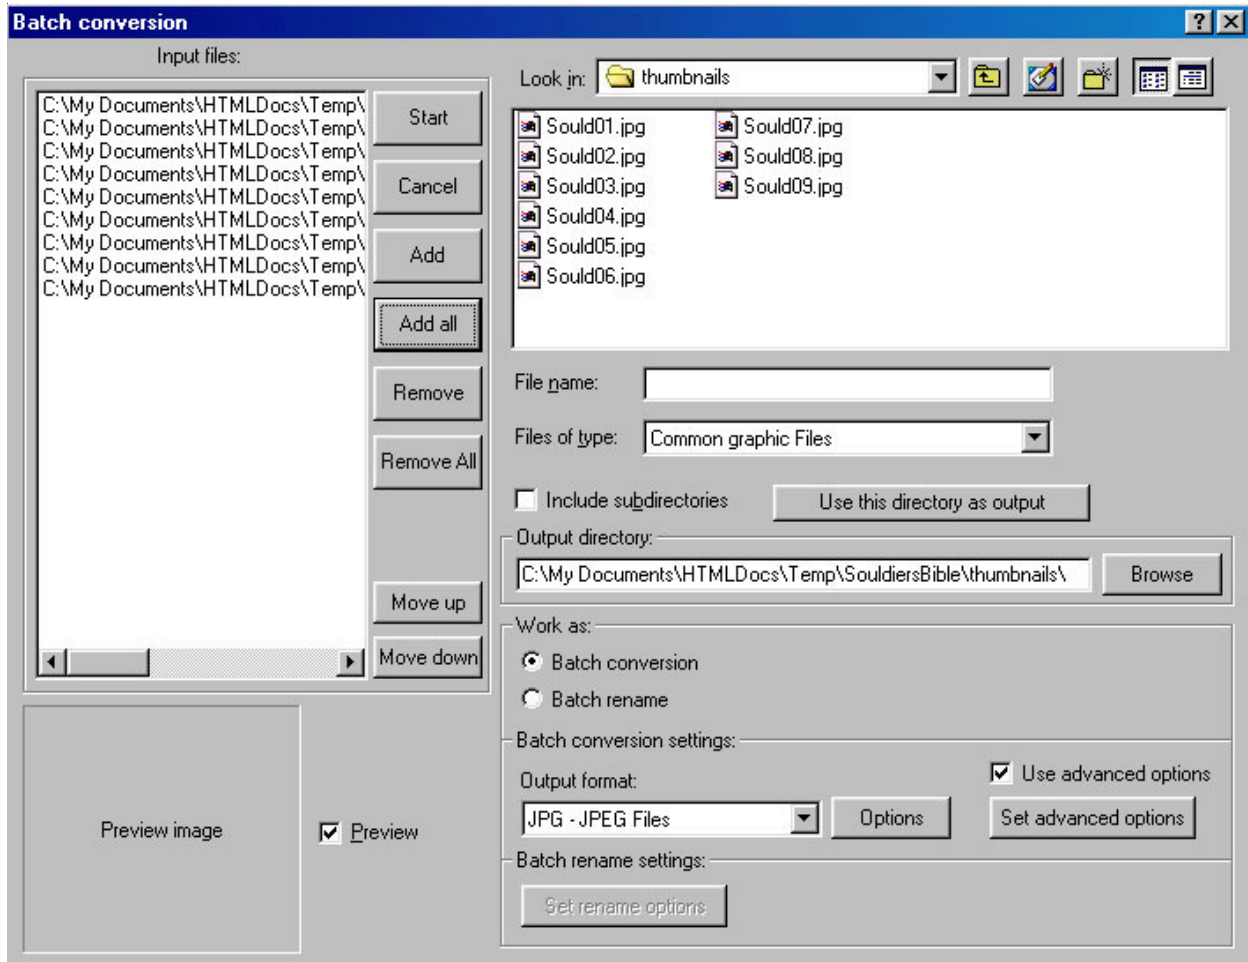 Batch conversion
Input files:
C:\My Documents\HTMLDocs\Temp\
C:\My Documents\HTMLDocs\Temp\
C:\My Documents\HTMLDocs\Temp\
C:\My Documents\HTMLDocs\Temp\
C:\My Documents\HTMLDocs\Temp\
C:\My Documents\HTMLDocs\Temp\
C:\My Documents\HTMLDocs\Temp\
C:\My Documents\HTMLDocs\Temp\
C:\My Documents\HTMLDocs\Temp\
Start
Cancel
Add
Add all
Remove
Remove All
Move up
Move down
Preview image
Preview
Look in: thumbnails
Sould01.jpg
Sould02.jpg
Sould03.jpg
Sould04.jpg
Sould05.jpg
Sould06.jpg
Sould07.jpg
Sould08.jpg
Sould09.jpg
File name:
Files of type: Common graphic Files
Include subdirectories
Use this directory as output
Output directory:
C:\My Documents\HTMLDocs\Temp\SouldiersBible\thumbnails\
Browse
Work as:
Batch conversion
Batch rename
Batch conversion settings:
Output format:
JPG - JPEG Files
Options
Use advanced options
Set advanced options
Batch rename settings:
Set rename options